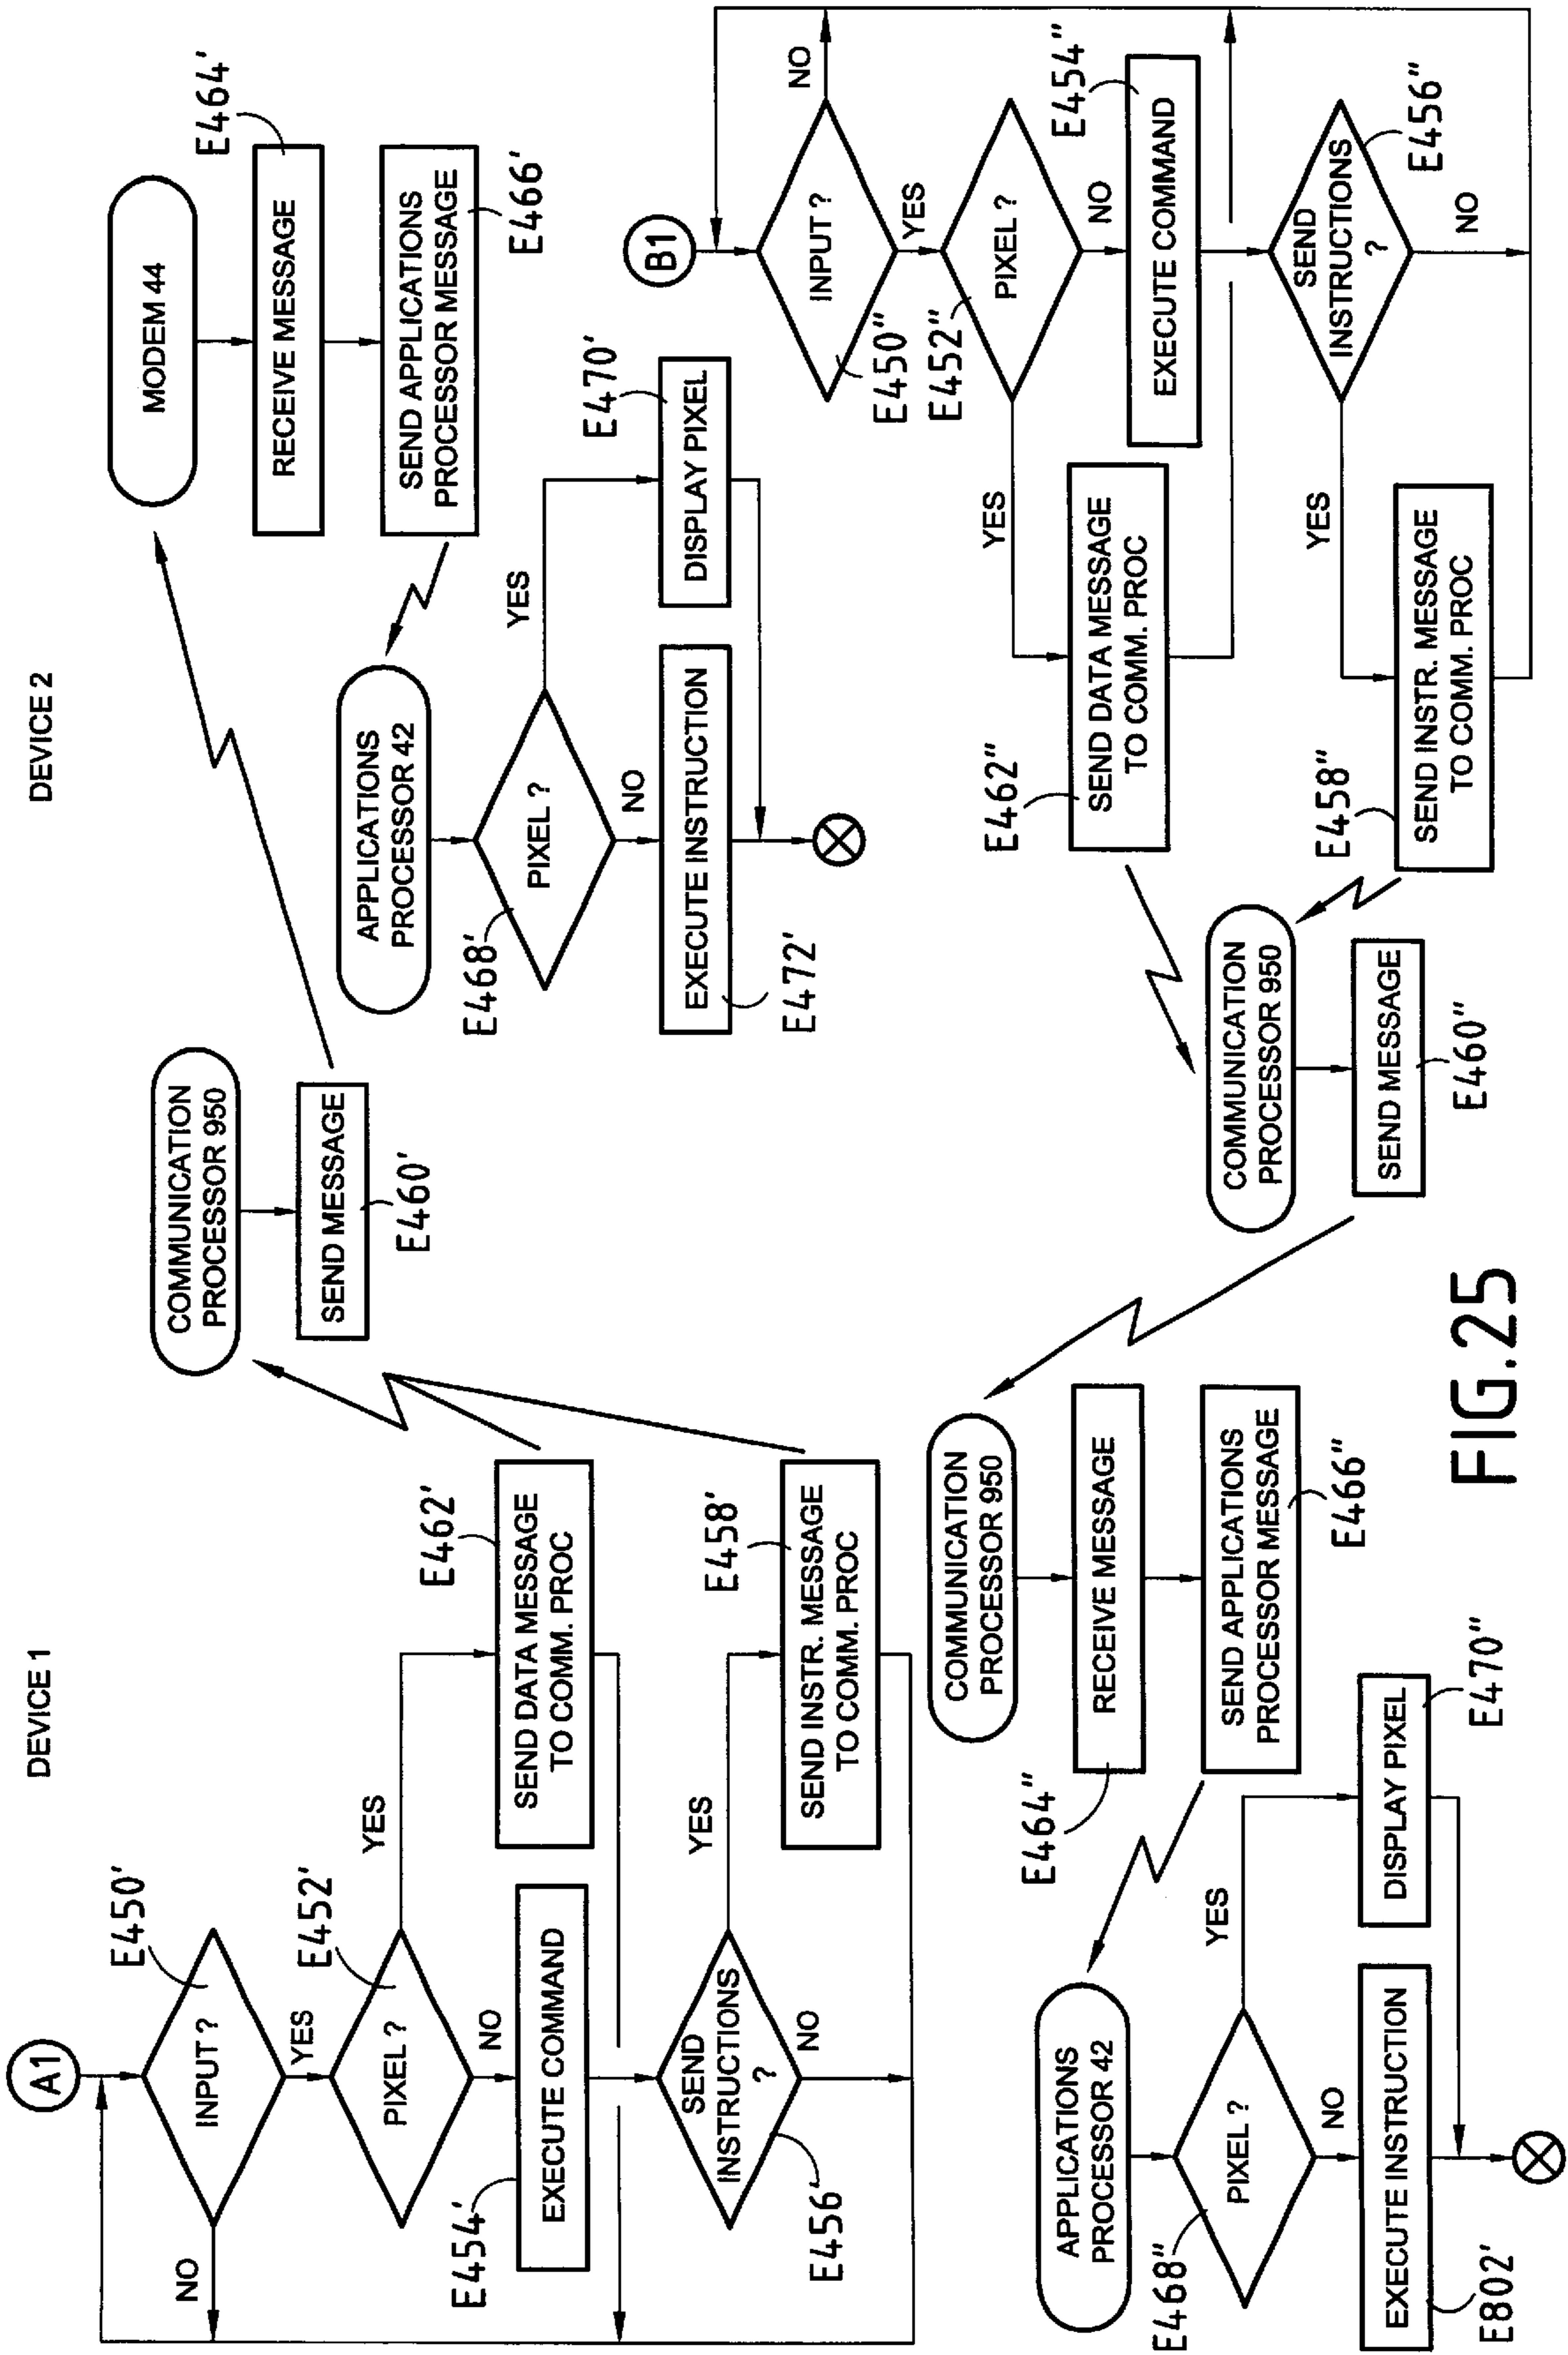 DEVICE 1
A1
E450'
INPUT ?
NO
YES
E452'
PIXEL ?
YES
NO
E454'
EXECUTE COMMAND
E462'
SEND DATA MESSAGE
TO COMM. PROC
SEND
INSTRUCTIONS
?
E456'
YES
NO
E458'
SEND INSTR. MESSAGE
TO COMM. PROC
COMMUNICATION
PROCESSOR 950
SEND MESSAGE
E460'
DEVICE 2
MODEM 44
E464'
RECEIVE MESSAGE
SEND APPLICATIONS
PROCESSOR MESSAGE
E466'
APPLICATIONS
PROCESSOR 42
E468'
PIXEL ?
YES
NO
E470'
DISPLAY PIXEL
EXECUTE INSTRUCTION
E472'
B1
INPUT ?
NO
E450"
YES
E452"
PIXEL ?
YES
NO
E454"
EXECUTE COMMAND
E462"
SEND DATA MESSAGE
TO COMM. PROC
SEND
INSTRUCTIONS
?
E456"
YES
NO
E458"
SEND INSTR. MESSAGE
TO COMM. PROC
COMMUNICATION
PROCESSOR 950
SEND MESSAGE
E460"
COMMUNICATION
PROCESSOR 950
RECEIVE MESSAGE
E464"
SEND APPLICATIONS
PROCESSOR MESSAGE
E466"
APPLICATIONS
PROCESSOR 42
E468"
PIXEL ?
YES
NO
DISPLAY PIXEL
E470"
EXECUTE INSTRUCTION
E802'
FIG.25